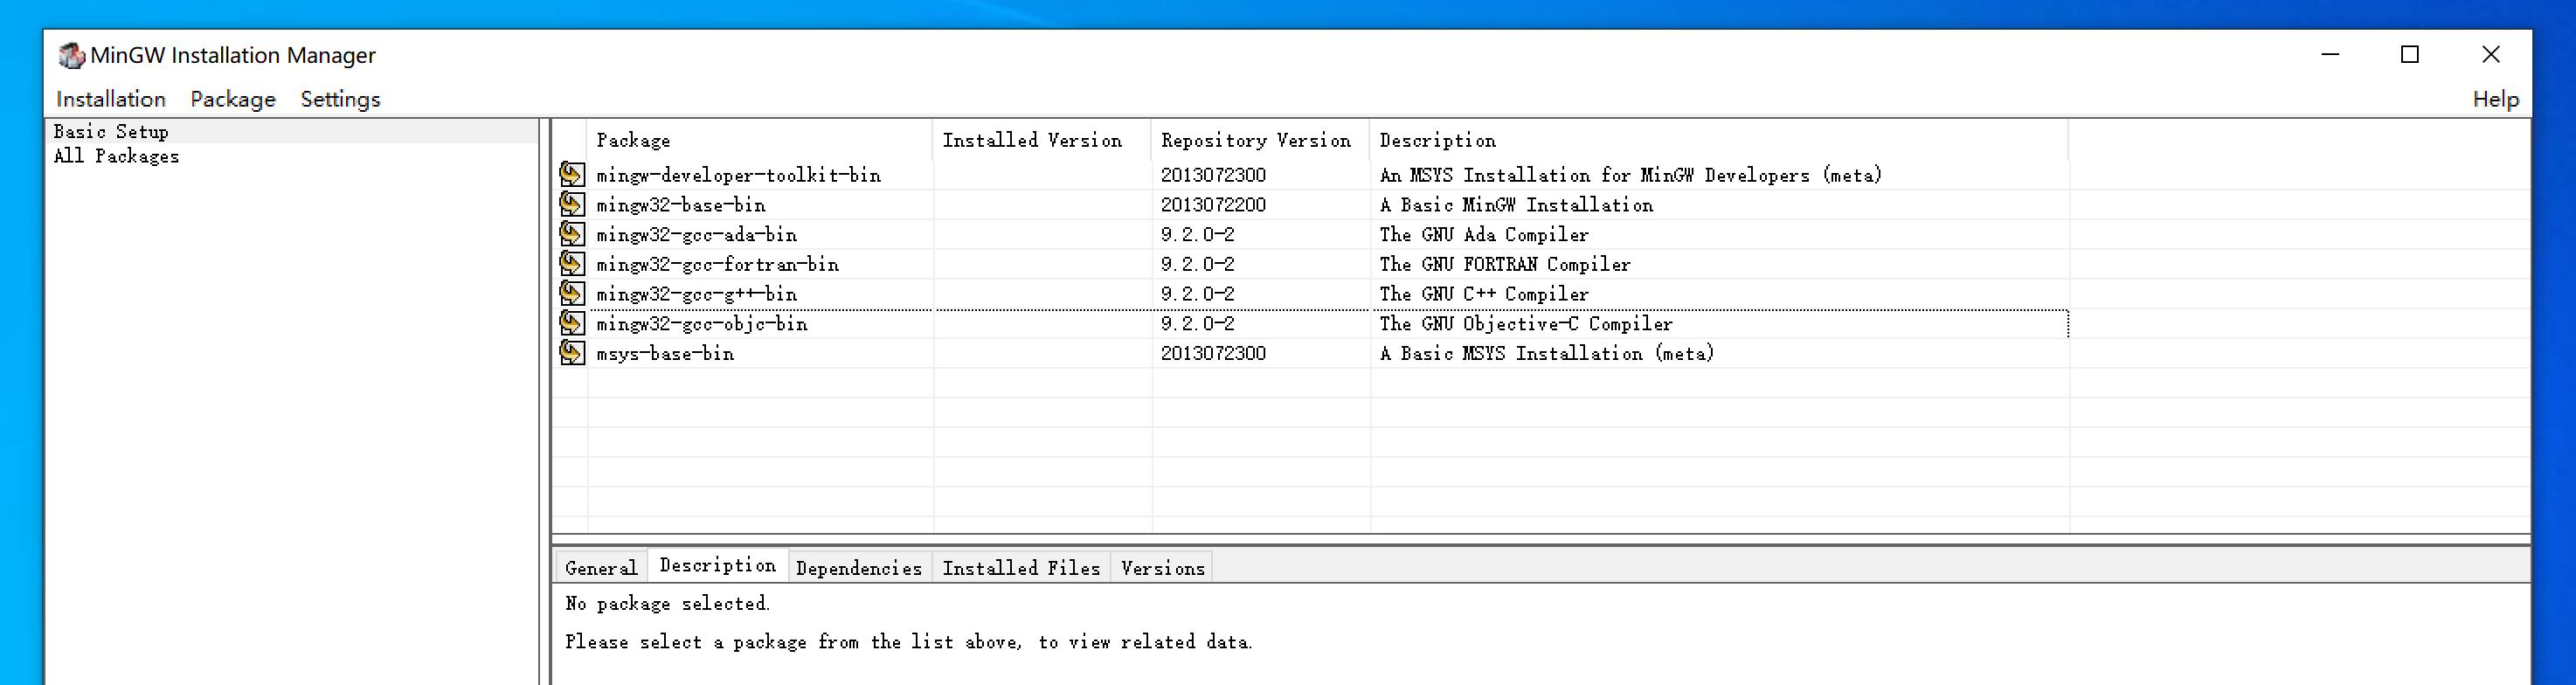 MinGW Installation Manager
Installation Package Settings Help
Basic Setup
All Packages
Package Installed Version Repository Version Description
mingw-developer-toolkit-bin 2013072300 An MSYS Installation for MinGW Developers (meta)
mingw32-base-bin 2013072200 A Basic MinGW Installation
mingw32-gcc-ada-bin 9.2.0-2 The GNU Ada Compiler
mingw32-gcc-fortran-bin 9.2.0-2 The GNU FORTRAN Compiler
mingw32-gcc-g++-bin 9.2.0-2 The GNU C++ Compiler
mingw32-gcc-objc-bin 9.2.0-2 The GNU Objective-C Compiler
msys-base-bin 2013072300 A Basic MSYS Installation (meta)
General Description Dependencies Installed Files Versions
No package selected.
Please select a package from the list above, to view related data.